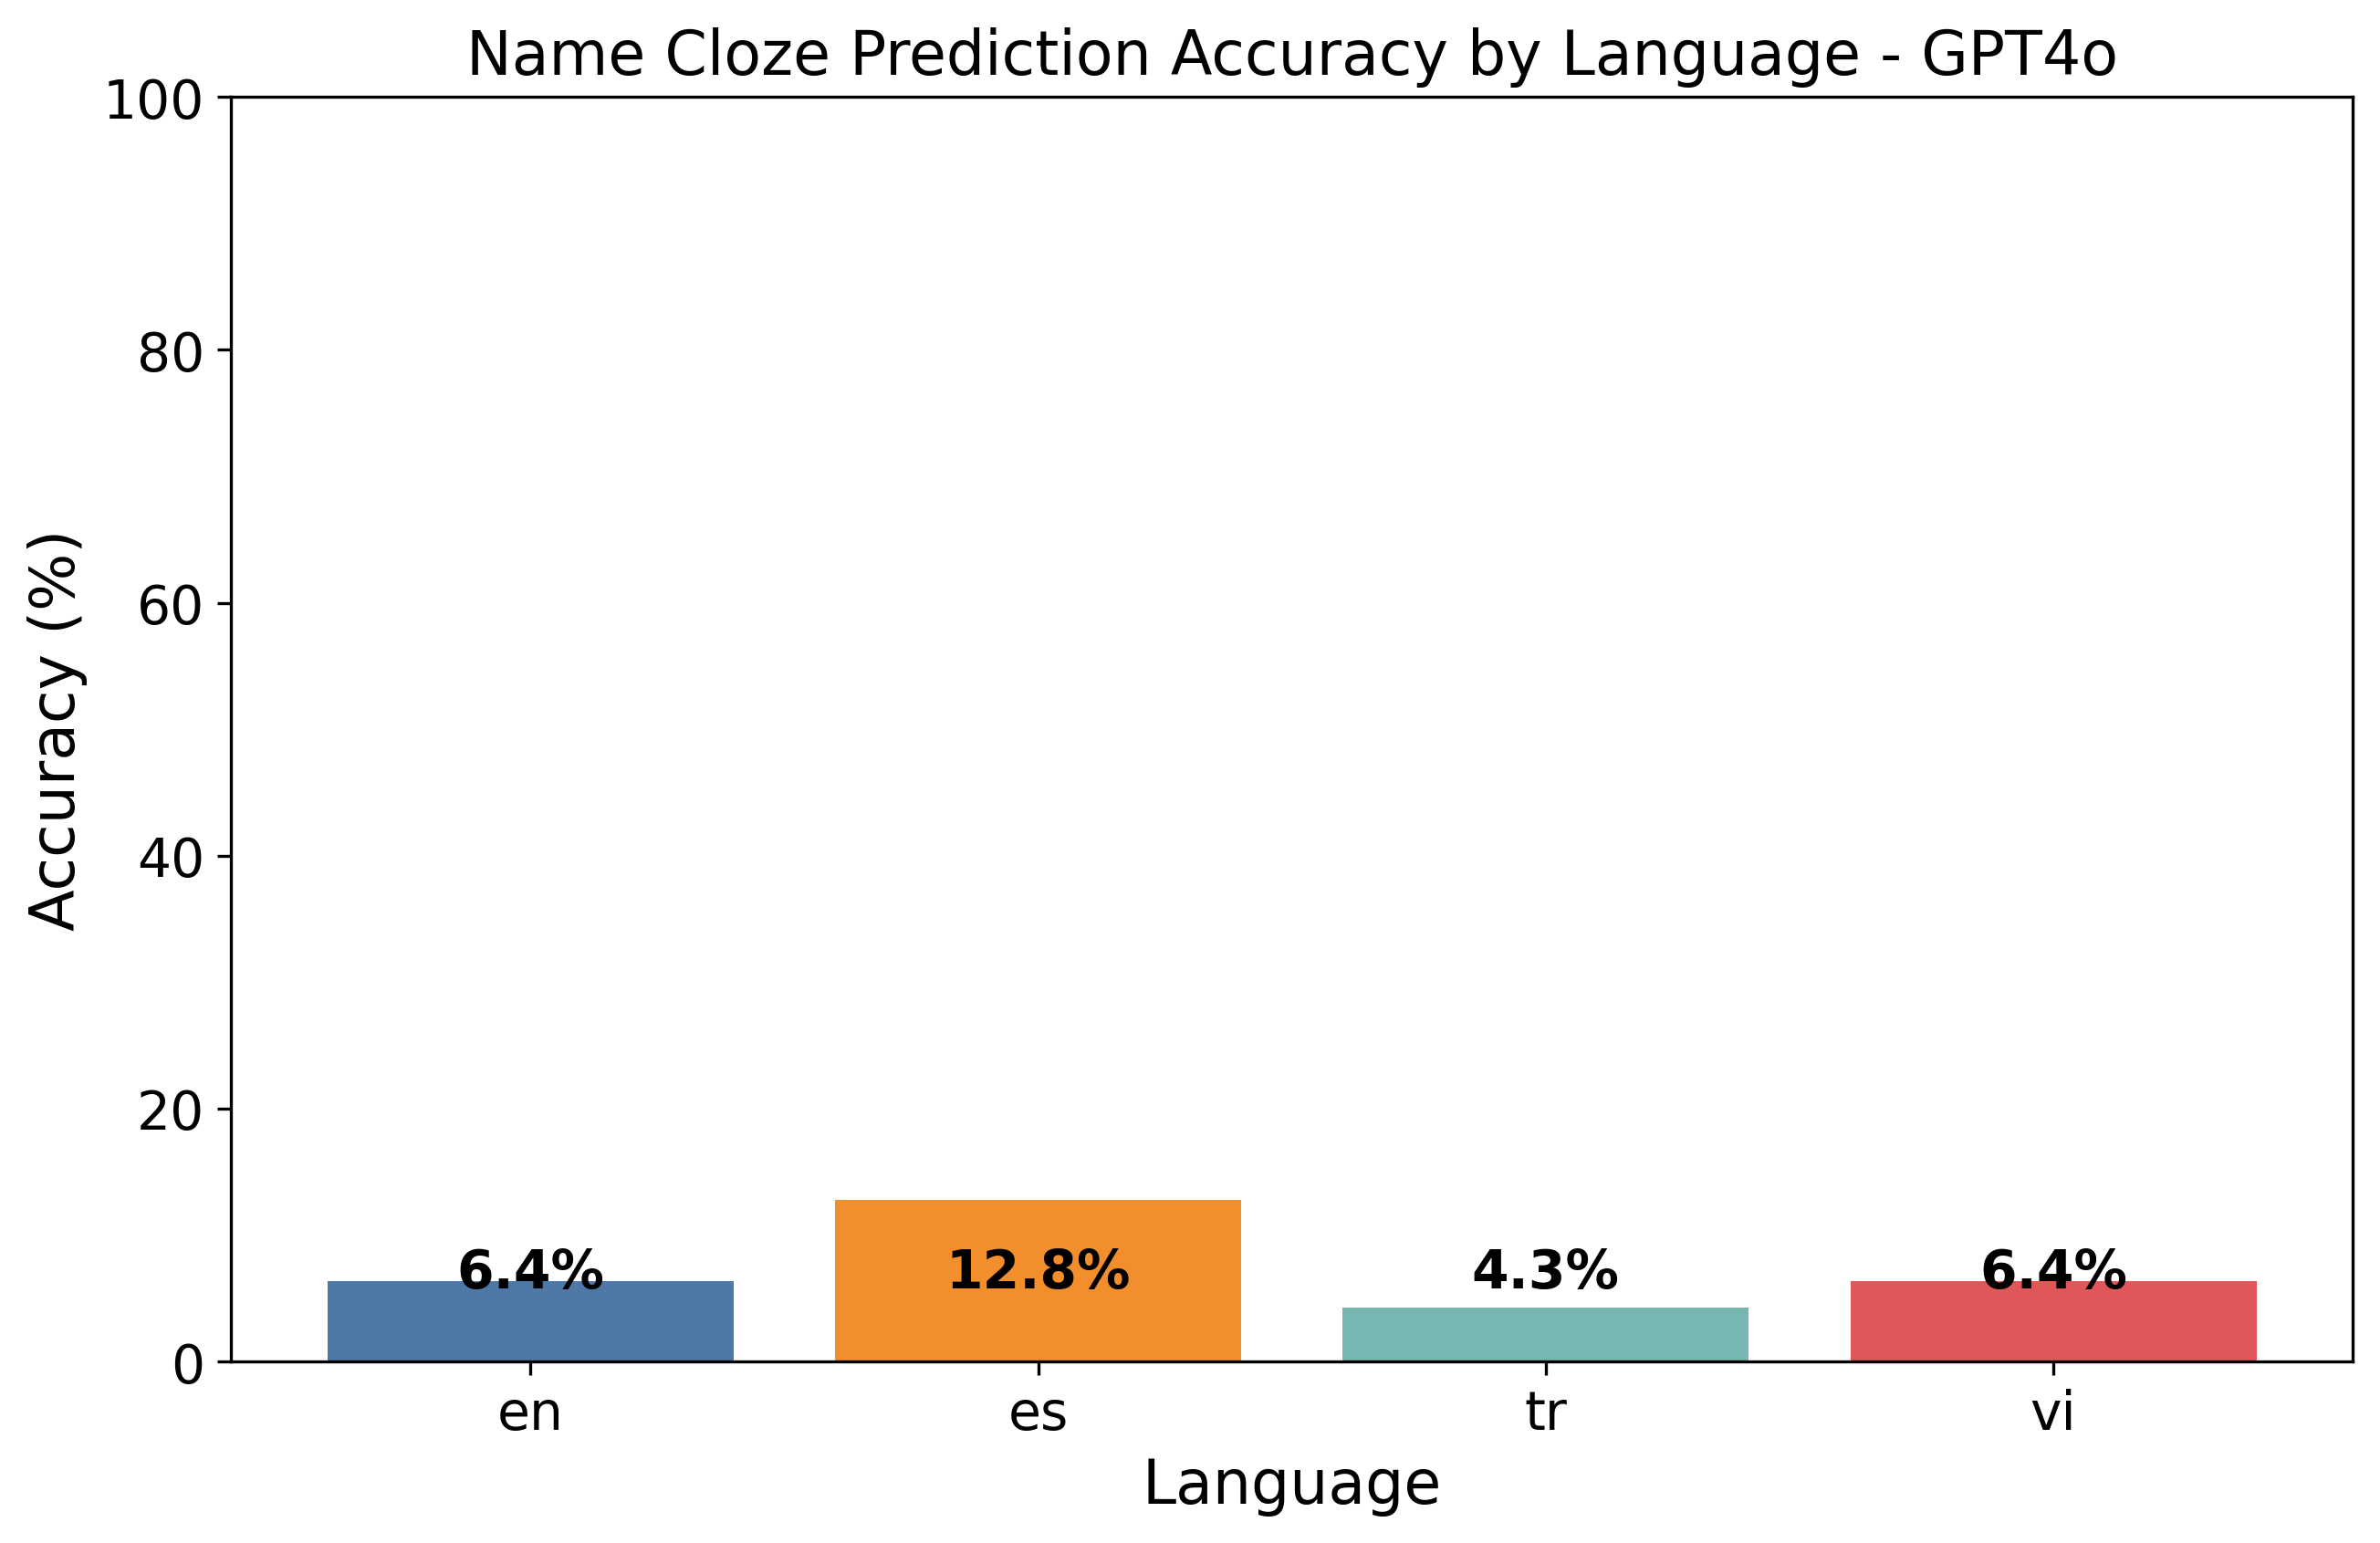 Name Cloze Prediction Accuracy by Language - GPT4o
Accuracy (%)
100
80
60
40
20
0
6.4%
12.8%
4.3%
6.4%
en
es
tr
vi
Language